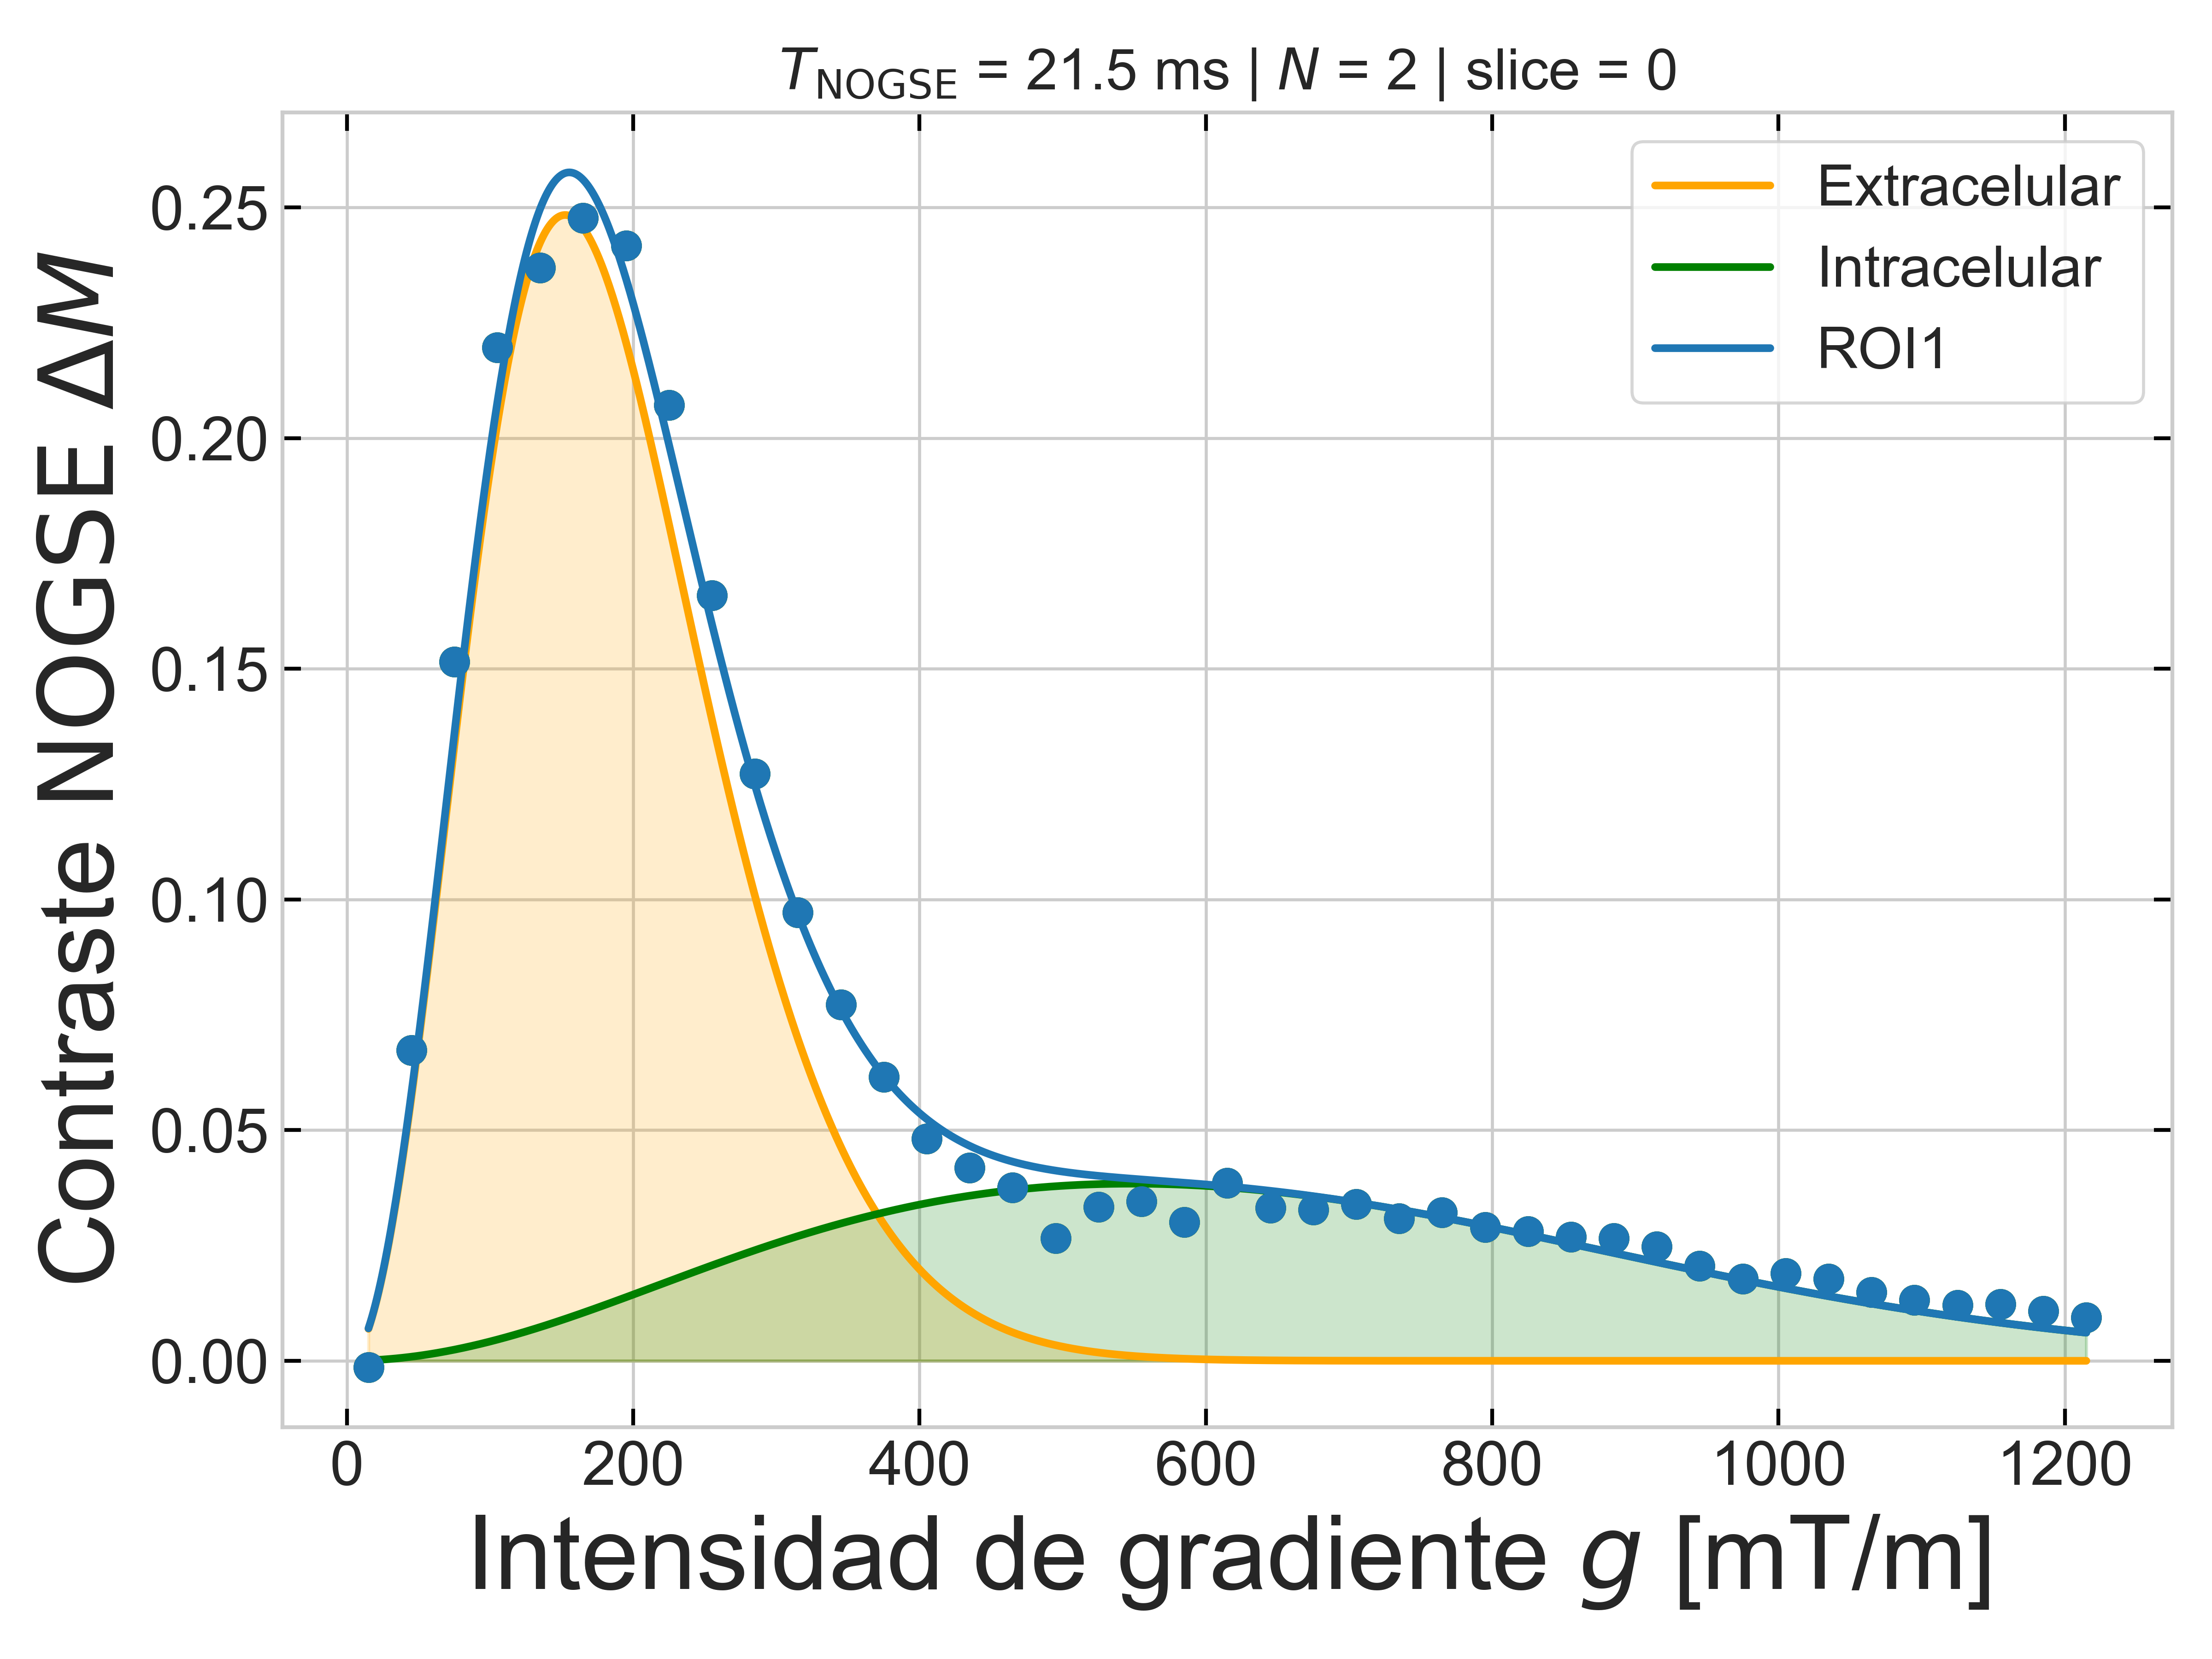 T_NOGSE = 21.5 ms | N = 2 | slice = 0
Contraste NOGSE ΔM
0.25
0.20
0.15
0.10
0.05
0.00
Extracelular
Intracelular
ROI1
0 200 400 600 800 1000 1200
Intensidad de gradiente g [mT/m]